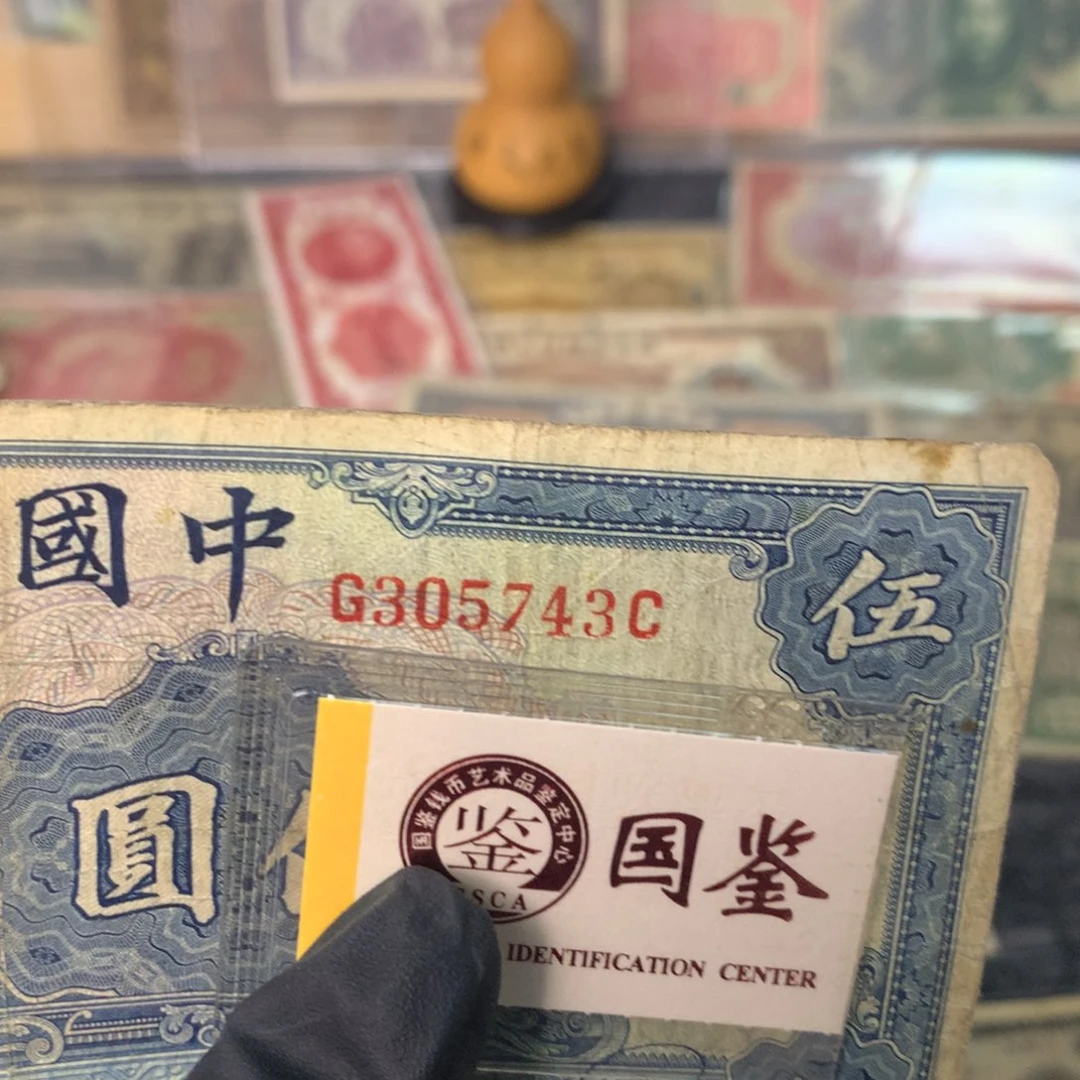 國中
G305743C
伍
圓
国鉴钱币艺术品鉴定中心
鉴
SCA
国鉴
IDENTIFICATION CENTER